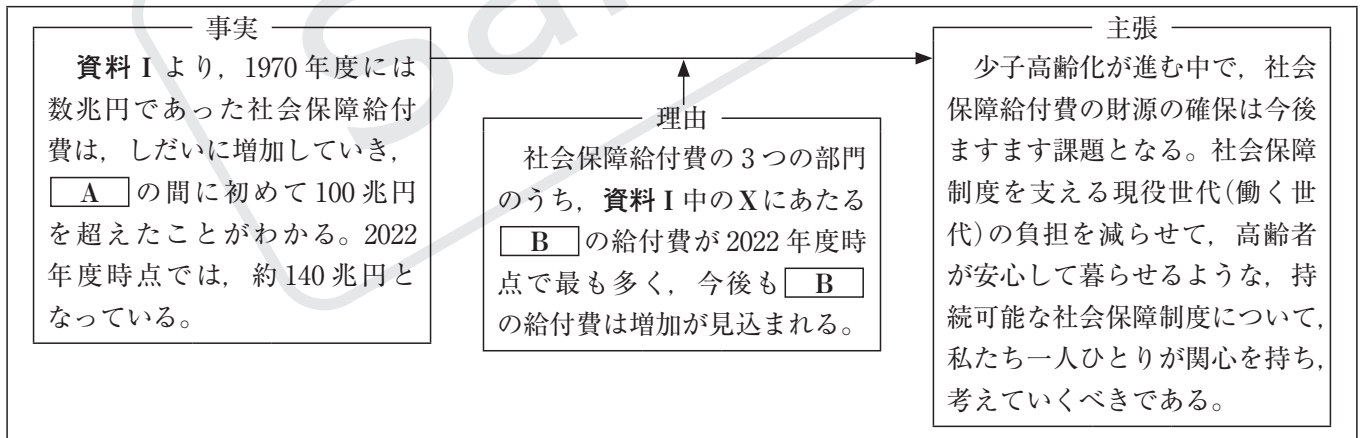 事実
資料Ⅰより，1970年度には
数兆円であった社会保障給付
費は，しだいに増加していき，
A の間に初めて100兆円
を超えたことがわかる。2022
年度時点では，約140兆円と
なっている。
理由
社会保障給付費の3つの部門
のうち，資料Ⅰ中のXにあたる
B の給付費が2022年度時
点で最も多く，今後も B
の給付費は増加が見込まれる。
主張
少子高齢化が進む中で，社会
保障給付費の財源の確保は今後
ますます課題となる。社会保障
制度を支える現役世代(働く世
代)の負担を減らせて，高齢者
が安心して暮らせるような，持
続可能な社会保障制度について，
私たち一人ひとりが関心を持ち，
考えていくべきである。